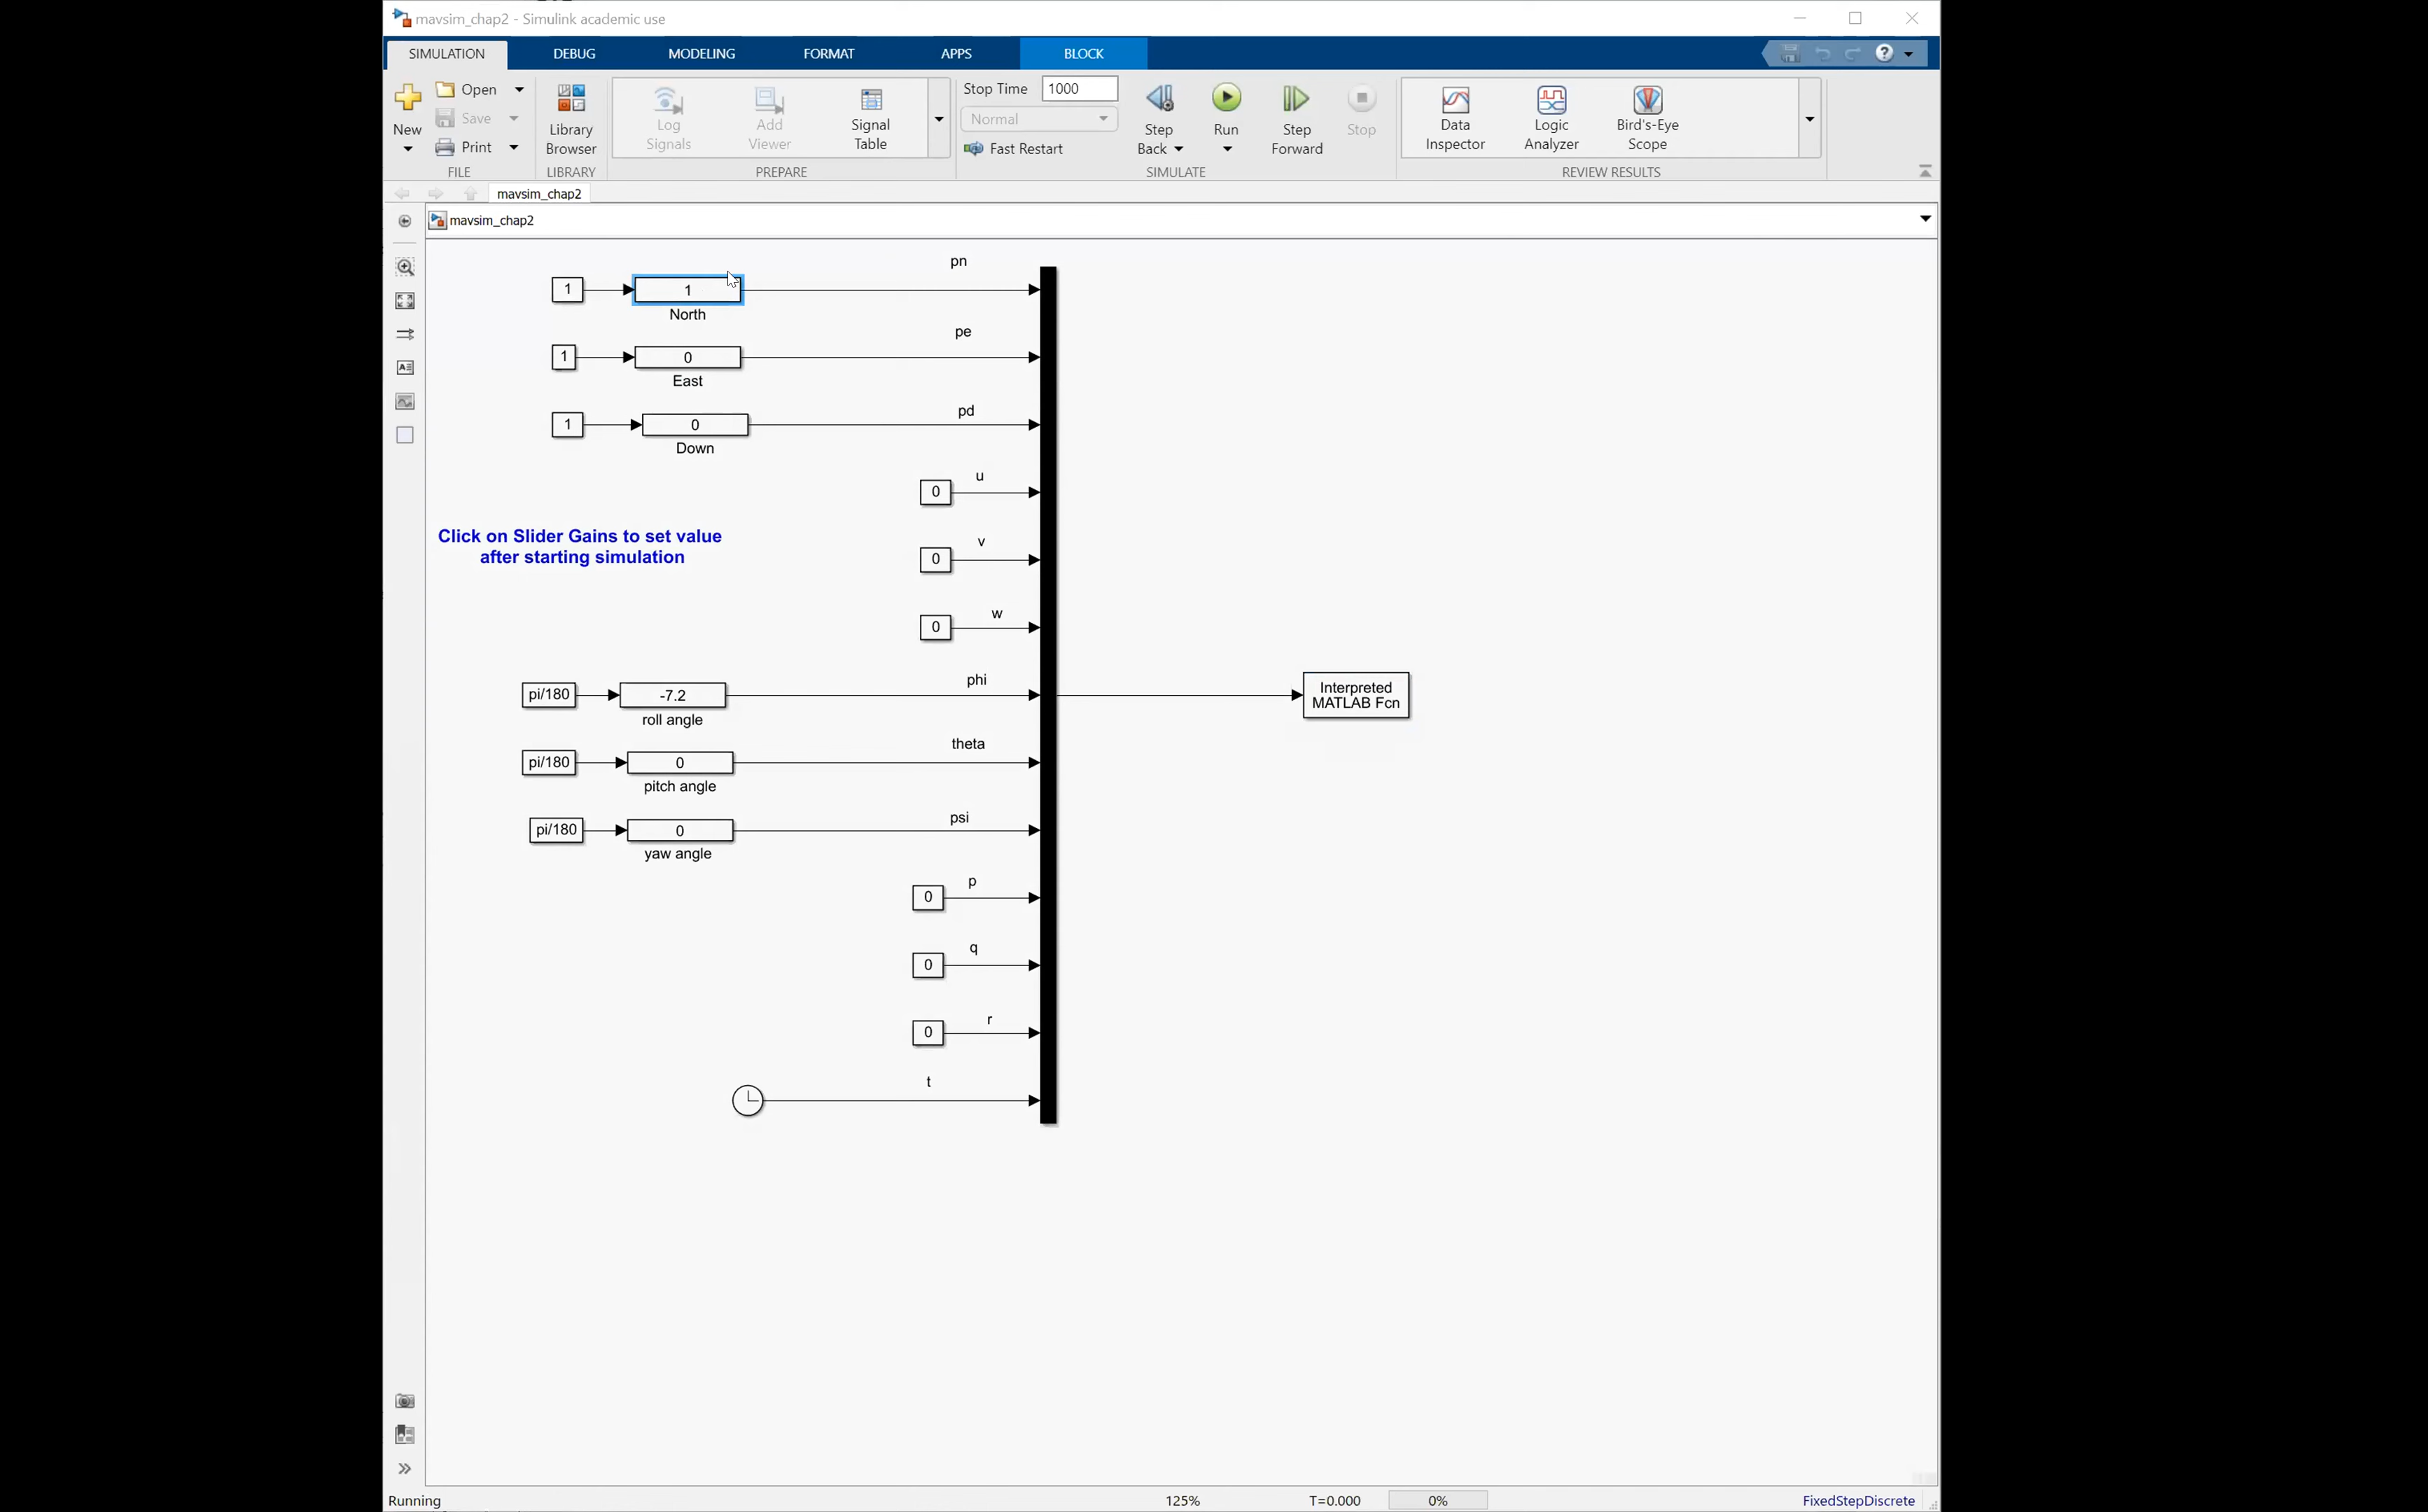 mavsim_chap2 - Simulink academic use
SIMULATION
DEBUG
MODELING
FORMAT
APPS
BLOCK
New
Open
Save
Print
FILE
Library
Browser
LIBRARY
Log
Signals
Add
Viewer
Signal
Table
PREPARE
Stop Time 1000
Normal
Fast Restart
Step
Back
Run
Step
Forward
Stop
SIMULATE
Data
Inspector
Logic
Analyzer
Bird's-Eye
Scope
REVIEW RESULTS
mavsim_chap2
mavsim_chap2
pn
1
1
North
pe
1
0
East
pd
1
0
Down
u
0
Click on Slider Gains to set value
after starting simulation
v
0
w
0
phi
pi/180
-7.2
roll angle
Interpreted
MATLAB Fcn
theta
pi/180
0
pitch angle
psi
pi/180
0
yaw angle
p
0
q
0
r
0
t
Running
125%
T=0.000
0%
FixedStepDiscrete